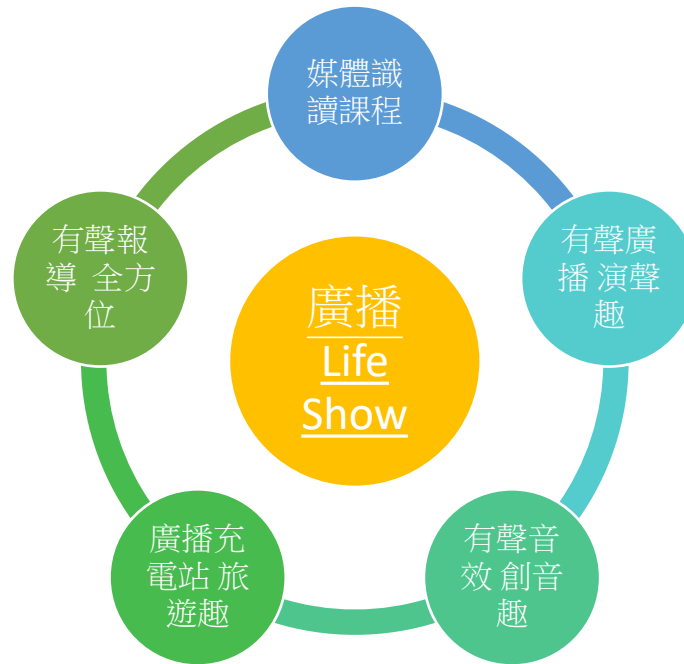 媒體識
讀課程
有聲廣
播 演聲
趣
有聲音
效 創音
趣
廣播充
電站 旅
遊趣
有聲報
導 全方
位
廣播
Life
Show